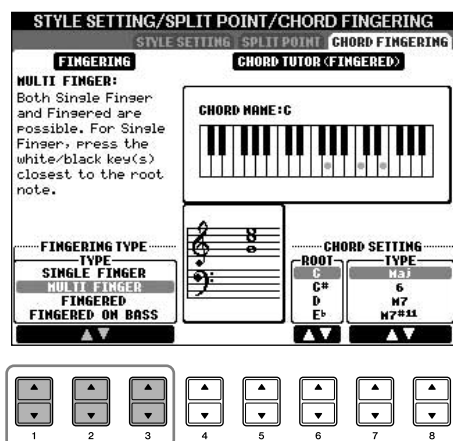 STYLE SETTING/SPLIT POINT/CHORD FINGERING
STYLE SETTING SPLIT POINT CHORD FINGERING
FINGERING
MULTI FINGER:
Both Single Finger
and Fingered are
possible. For Single
Finger, press the
white/black key(s)
closest to the root
note.
CHORD TUTOR (FINGERED)
CHORD NAME:C
FINGERING TYPE
TYPE
SINGLE FINGER
MULTI FINGER
FINGERED
FINGERED ON BASS
CHORD SETTING
ROOT
C
C#
D
E♭
TYPE
Maj
6
M7
M7#11
1 2 3 4 5 6 7 8